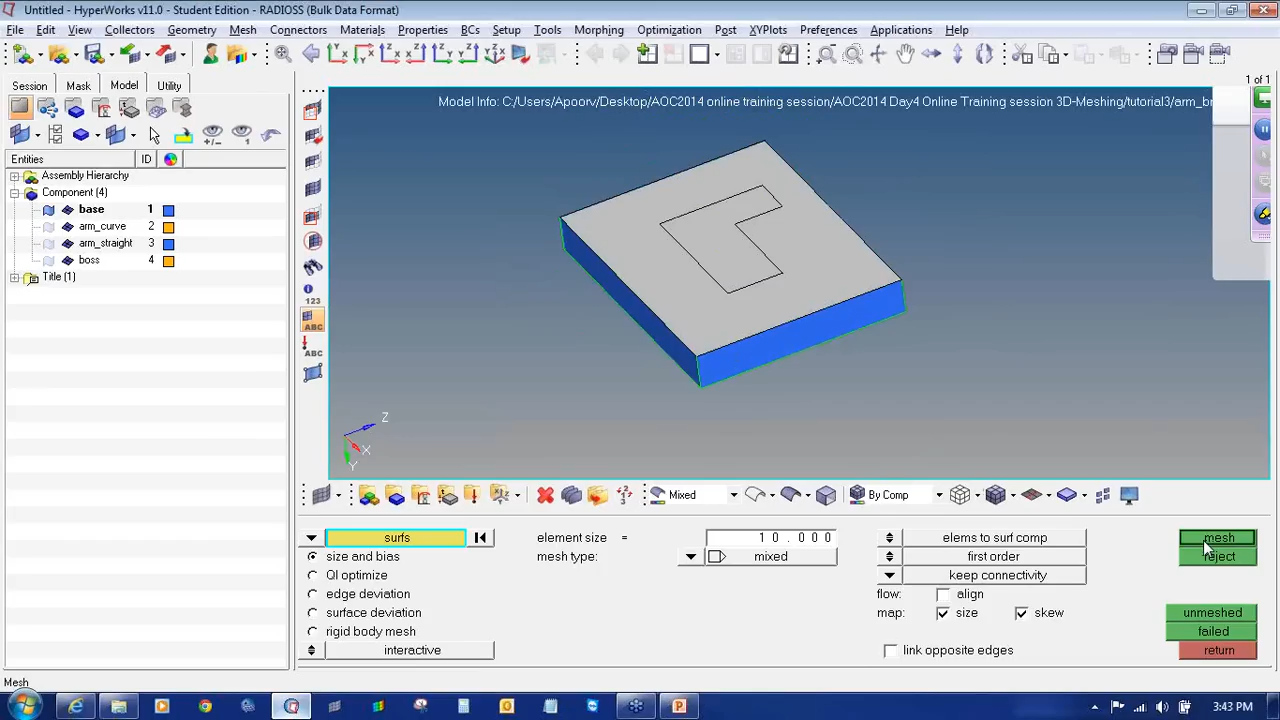 Untitled - HyperWorks v11.0 - Student Edition - RADIOSS (Bulk Data Format)
File Edit View Collectors Geometry Mesh Connectors Materials Properties BCs Setup Tools Morphing Optimization Post XYPlots Preferences Applications Help
Session Mask Model Utility
1 of 1
Model Info: C:/Users/Apoorv/Desktop/AOC2014 online training session/AOC2014 Day4 Online Training session 3D-Meshing/tutorial3/arm_br
Entities ID
Assembly Hierarchy
Component (4)
base 1
arm_curve 2
arm_straight 3
boss 4
Title (1)
123
ABC
ABC
Z
X
Y
Mixed
By Comp
surfs
size and bias
QI optimize
edge deviation
surface deviation
rigid body mesh
interactive
element size = 10.000
mesh type: mixed
elems to surf comp
first order
keep connectivity
flow: align
map: size skew
link opposite edges
mesh
reject
unmeshed
failed
return
Mesh
3:43 PM